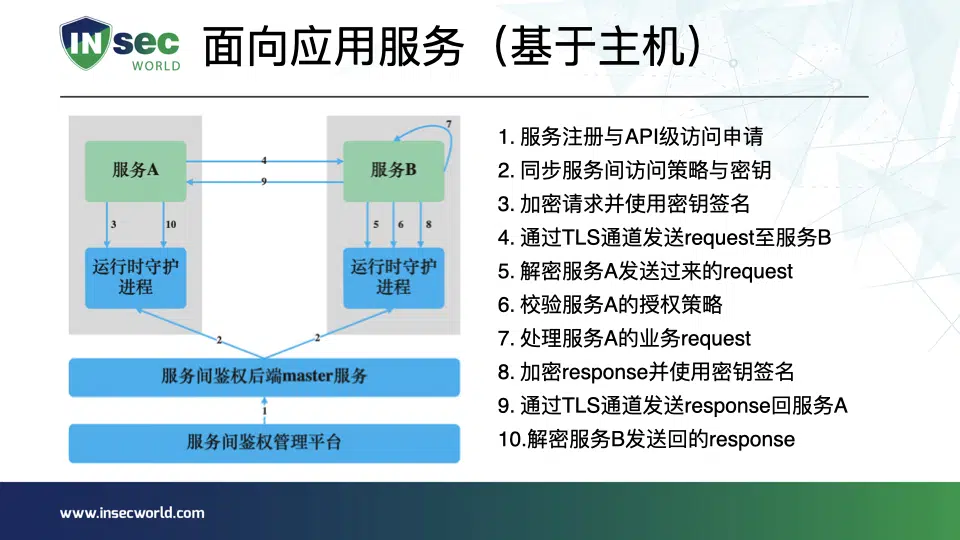 INsec
WORLD
面向应用服务（基于主机）
7
服务A
4
服务B
9
3
10
5
6
8
运行时守护
进程
运行时守护
进程
2
2
服务间鉴权后端master服务
1
服务间鉴权管理平台
1. 服务注册与API级访问申请
2. 同步服务间访问策略与密钥
3. 加密请求并使用密钥签名
4. 通过TLS通道发送request至服务B
5. 解密服务A发送过来的request
6. 校验服务A的授权策略
7. 处理服务A的业务request
8. 加密response并使用密钥签名
9. 通过TLS通道发送response回服务A
10.解密服务B发送回的response
www.insecworld.com